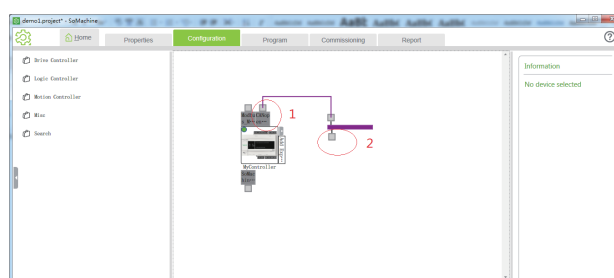 demo1.project* - SoMachine
Home
Properties
Configuration
Program
Commissioning
Report
Drive Controller
Logic Controller
Motion Controller
Misc
Search
Information
No device selected
1
2
MyController